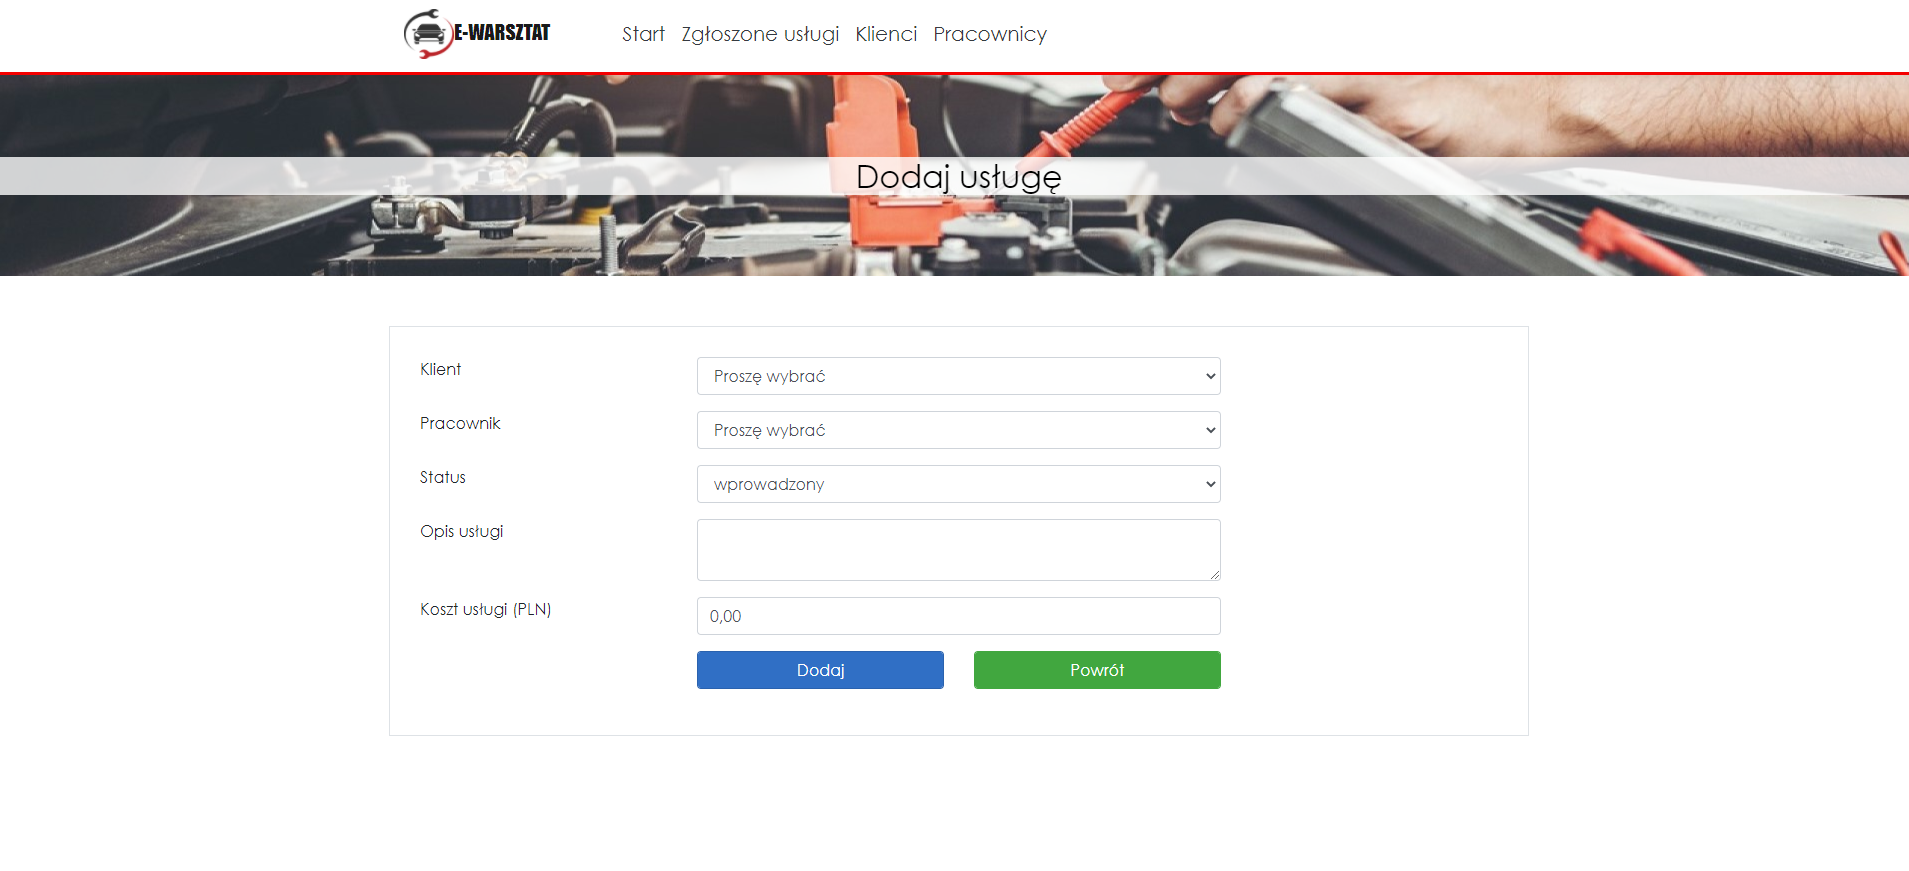 E-WARSZTAT
Start Zgłoszone usługi Klienci Pracownicy
Dodaj usługę
Klient
Proszę wybrać
Pracownik
Proszę wybrać
Status
wprowadzony
Opis usługi
Koszt usługi (PLN)
0,00
Dodaj Powrót